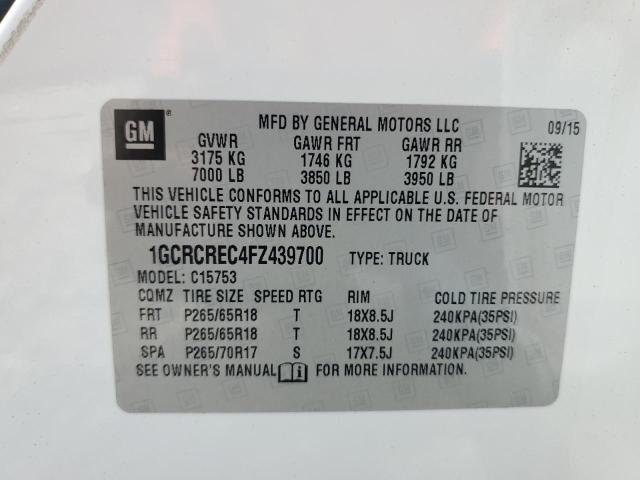 GM
®
MFD BY GENERAL MOTORS LLC 09/15
GVWR GAWR FRT GAWR RR
3175 KG 1746 KG 1792 KG
7000 LB 3850 LB 3950 LB
THIS VEHICLE CONFORMS TO ALL APPLICABLE U.S. FEDERAL MOTOR
VEHICLE SAFETY STANDARDS IN EFFECT ON THE DATE OF
MANUFACTURE SHOWN ABOVE.
1GCRCREC4FZ439700 TYPE: TRUCK
MODEL: C15753
CQMZ TIRE SIZE SPEED RTG RIM COLD TIRE PRESSURE
FRT P265/65R18 T 18X8.5J 240KPA(35PSI)
RR P265/65R18 T 18X8.5J 240KPA(35PSI)
SPA P265/70R17 S 17X7.5J 240KPA(35PSI)
SEE OWNER'S MANUAL FOR MORE INFORMATION.